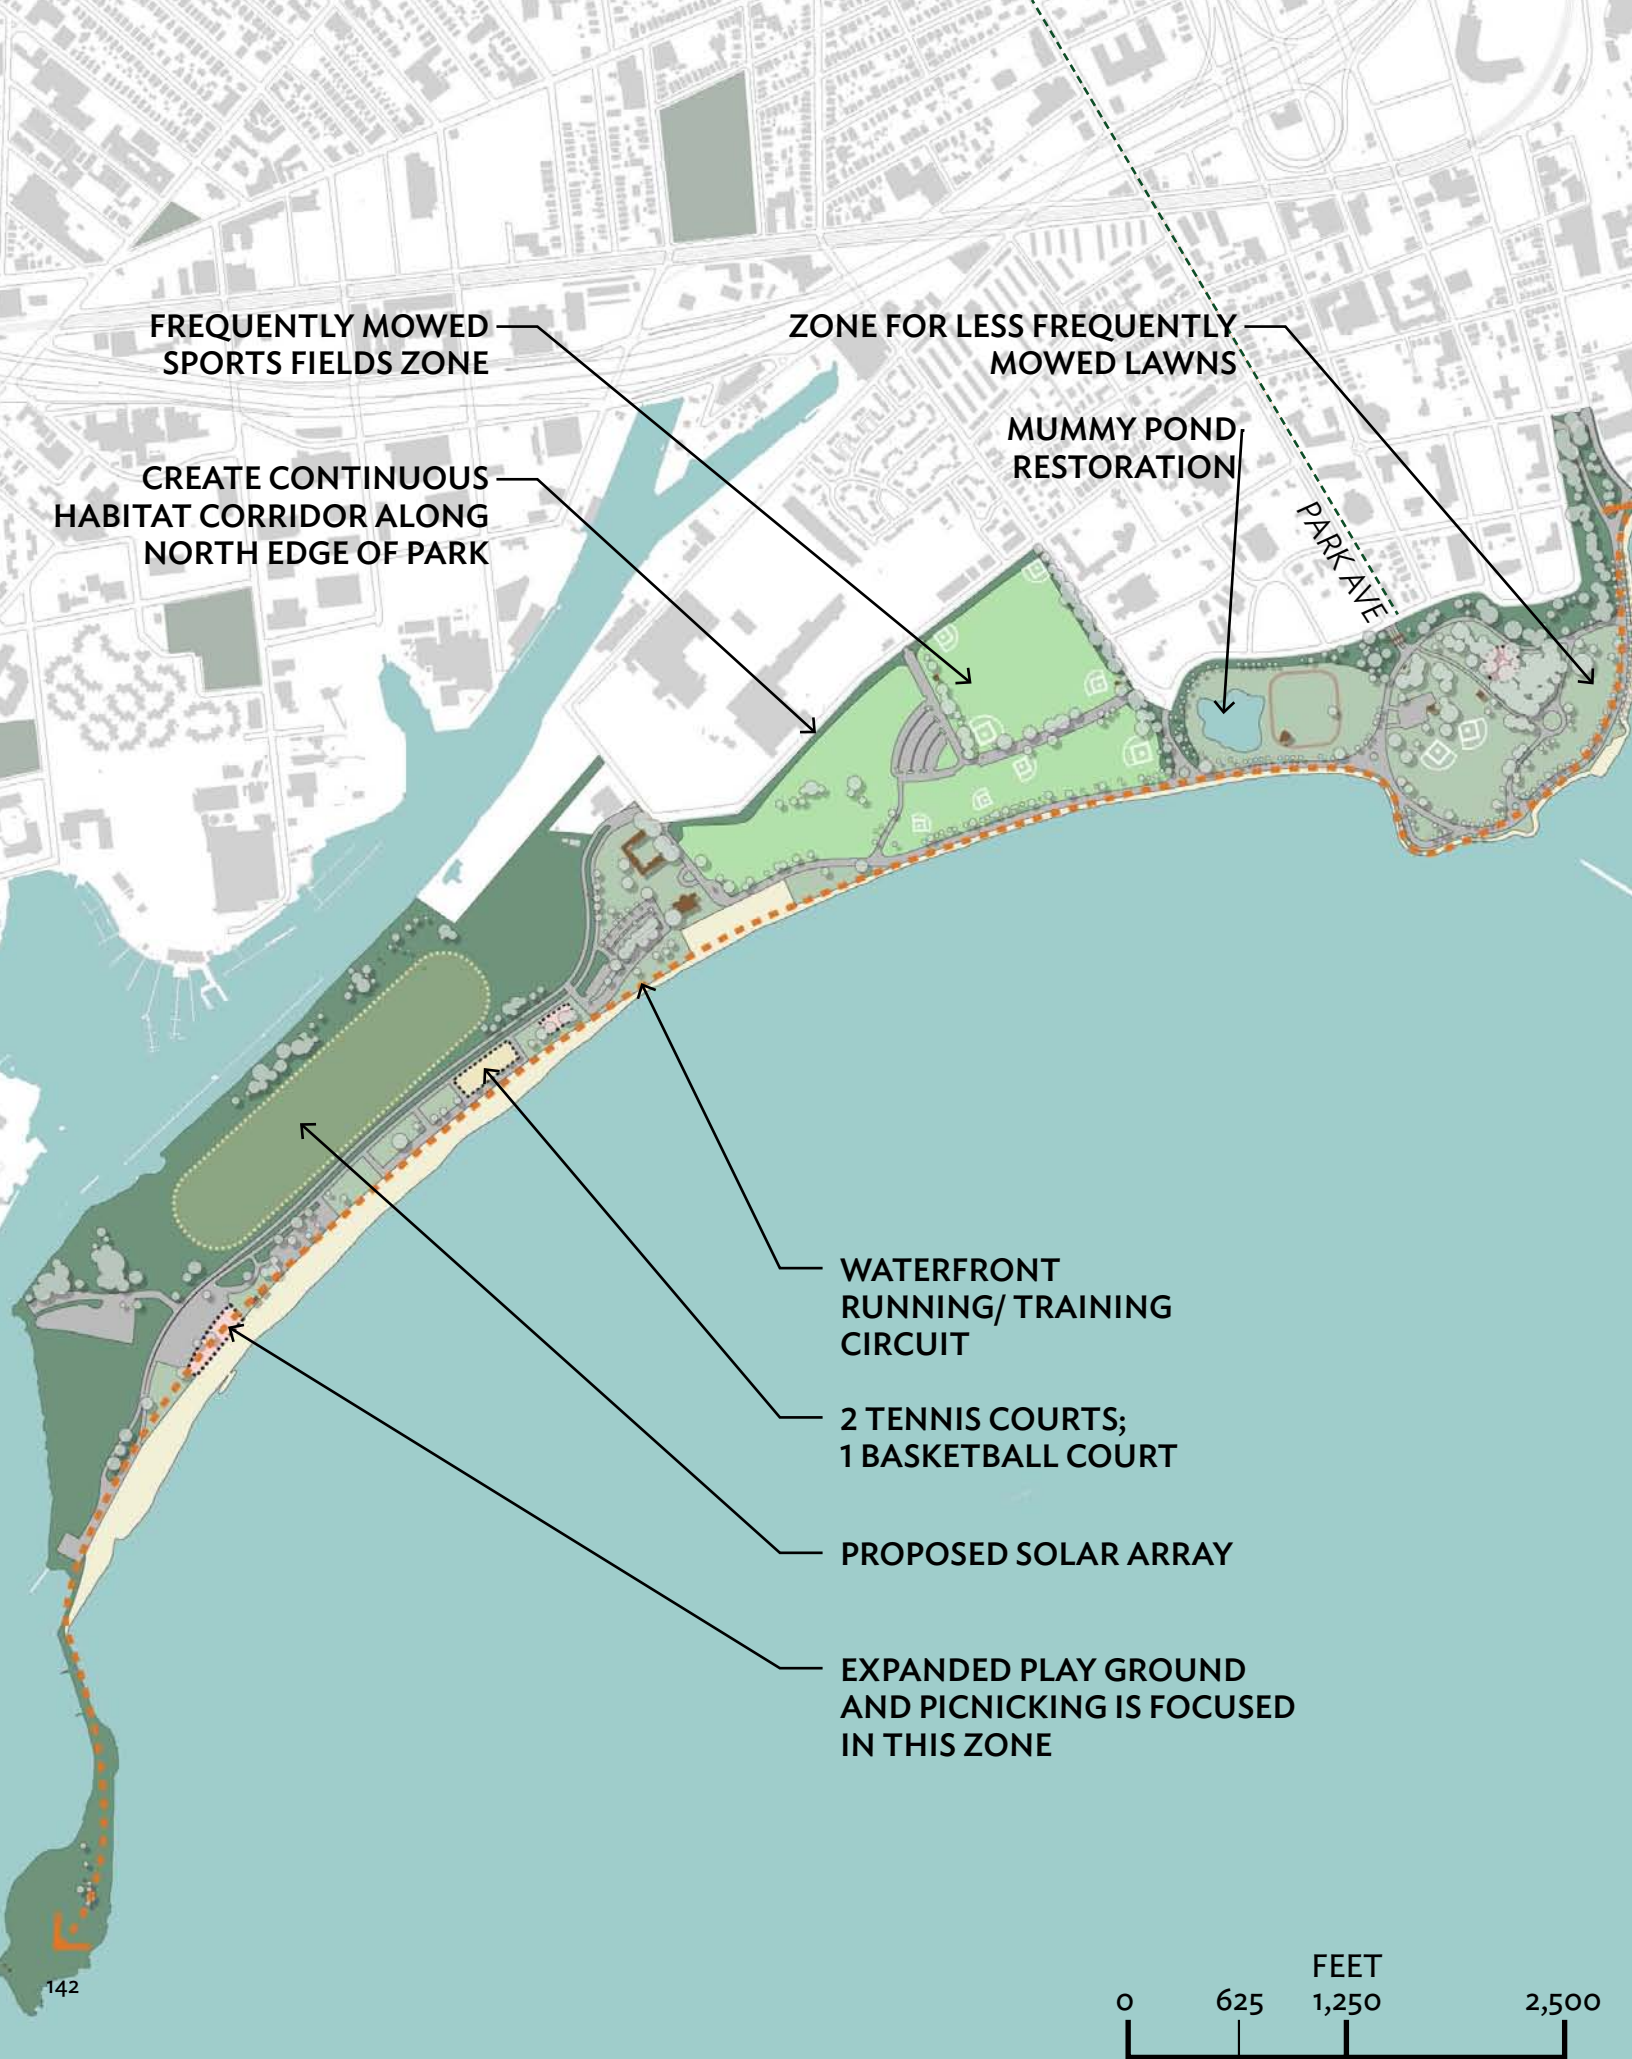 FREQUENTLY MOWED
SPORTS FIELDS ZONE
ZONE FOR LESS FREQUENTLY
MOWED LAWNS
MUMMY POND
RESTORATION
CREATE CONTINUOUS
HABITAT CORRIDOR ALONG
NORTH EDGE OF PARK
PARK AVE
WATERFRONT
RUNNING/ TRAINING
CIRCUIT
2 TENNIS COURTS;
1 BASKETBALL COURT
PROPOSED SOLAR ARRAY
EXPANDED PLAY GROUND
AND PICNICKING IS FOCUSED
IN THIS ZONE
142
FEET
0 625 1,250 2,500